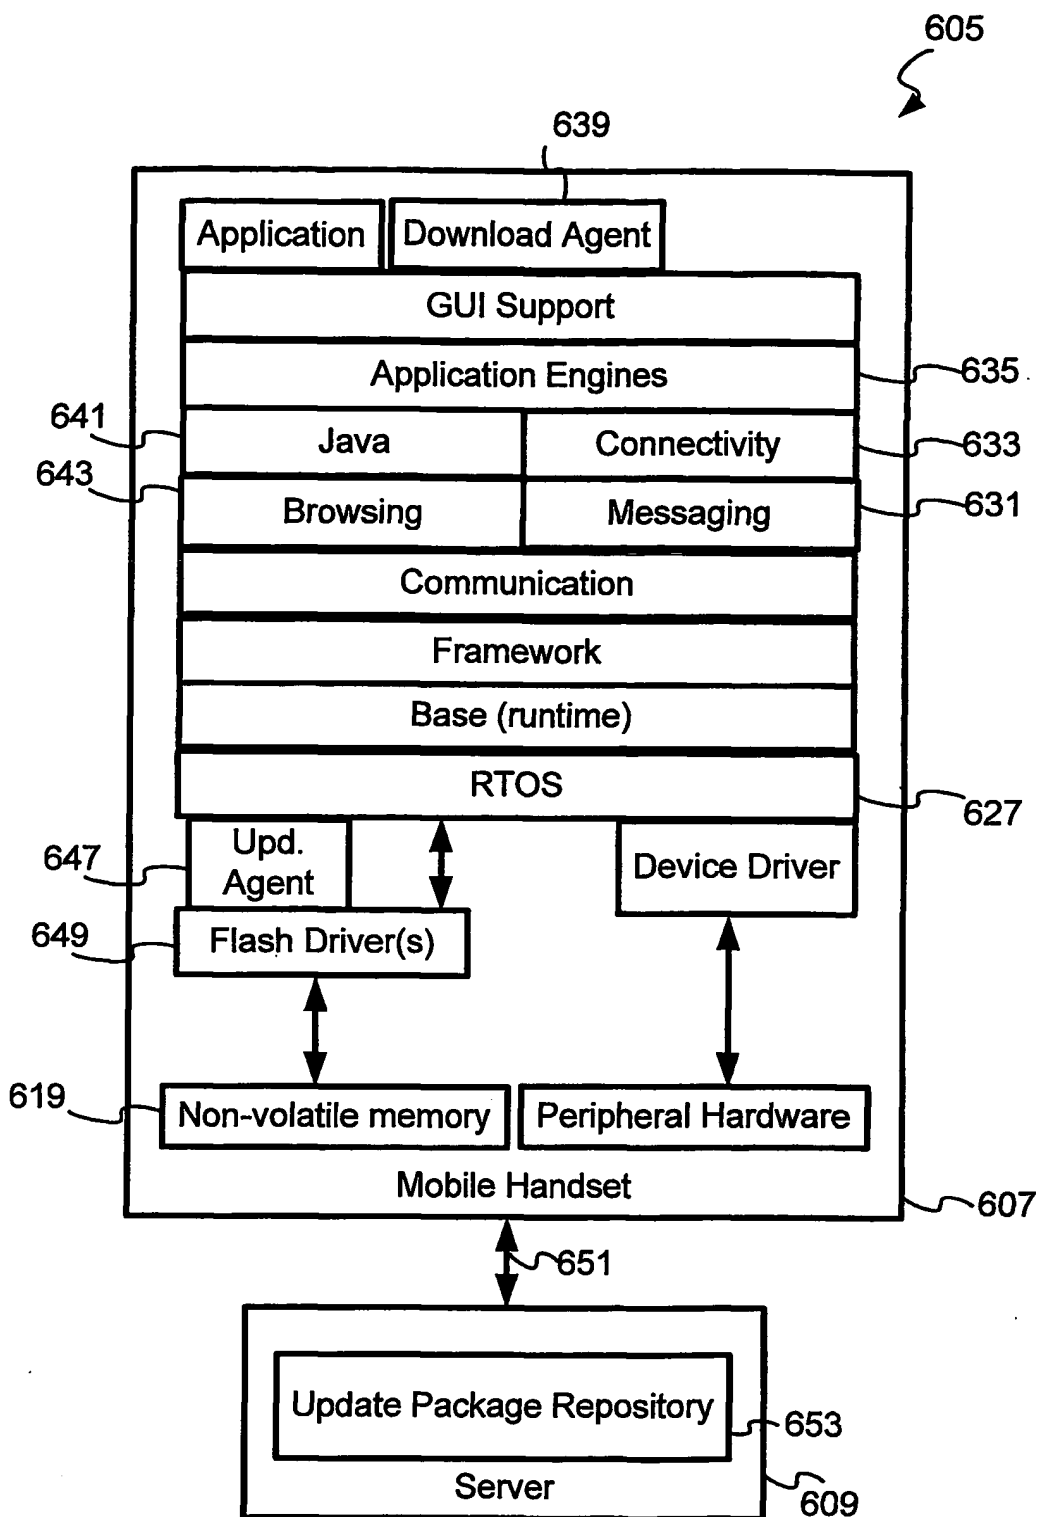 605
639
Application
Download Agent
GUI Support
Application Engines
635
641
Java
Connectivity
633
643
Browsing
Messaging
631
Communication
Framework
Base (runtime)
RTOS
627
647
Upd.
Agent
Device Driver
649
Flash Driver(s)
619
Non-volatile memory
Peripheral Hardware
Mobile Handset
607
651
Update Package Repository
653
Server
609